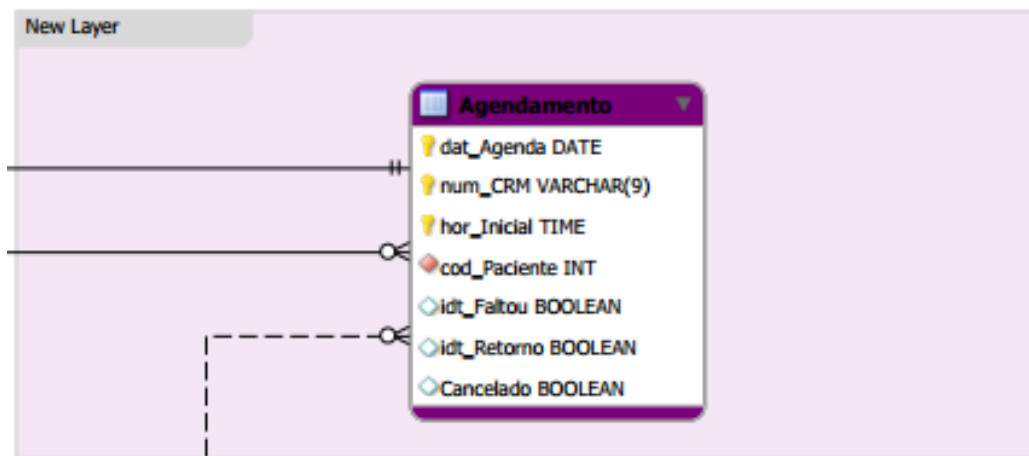 New Layer
Agendamento
dat_Agenda DATE
num_CRM VARCHAR(9)
hor_Inicial TIME
cod_Paciente INT
idt_Faltou BOOLEAN
idt_Retorno BOOLEAN
Cancelado BOOLEAN